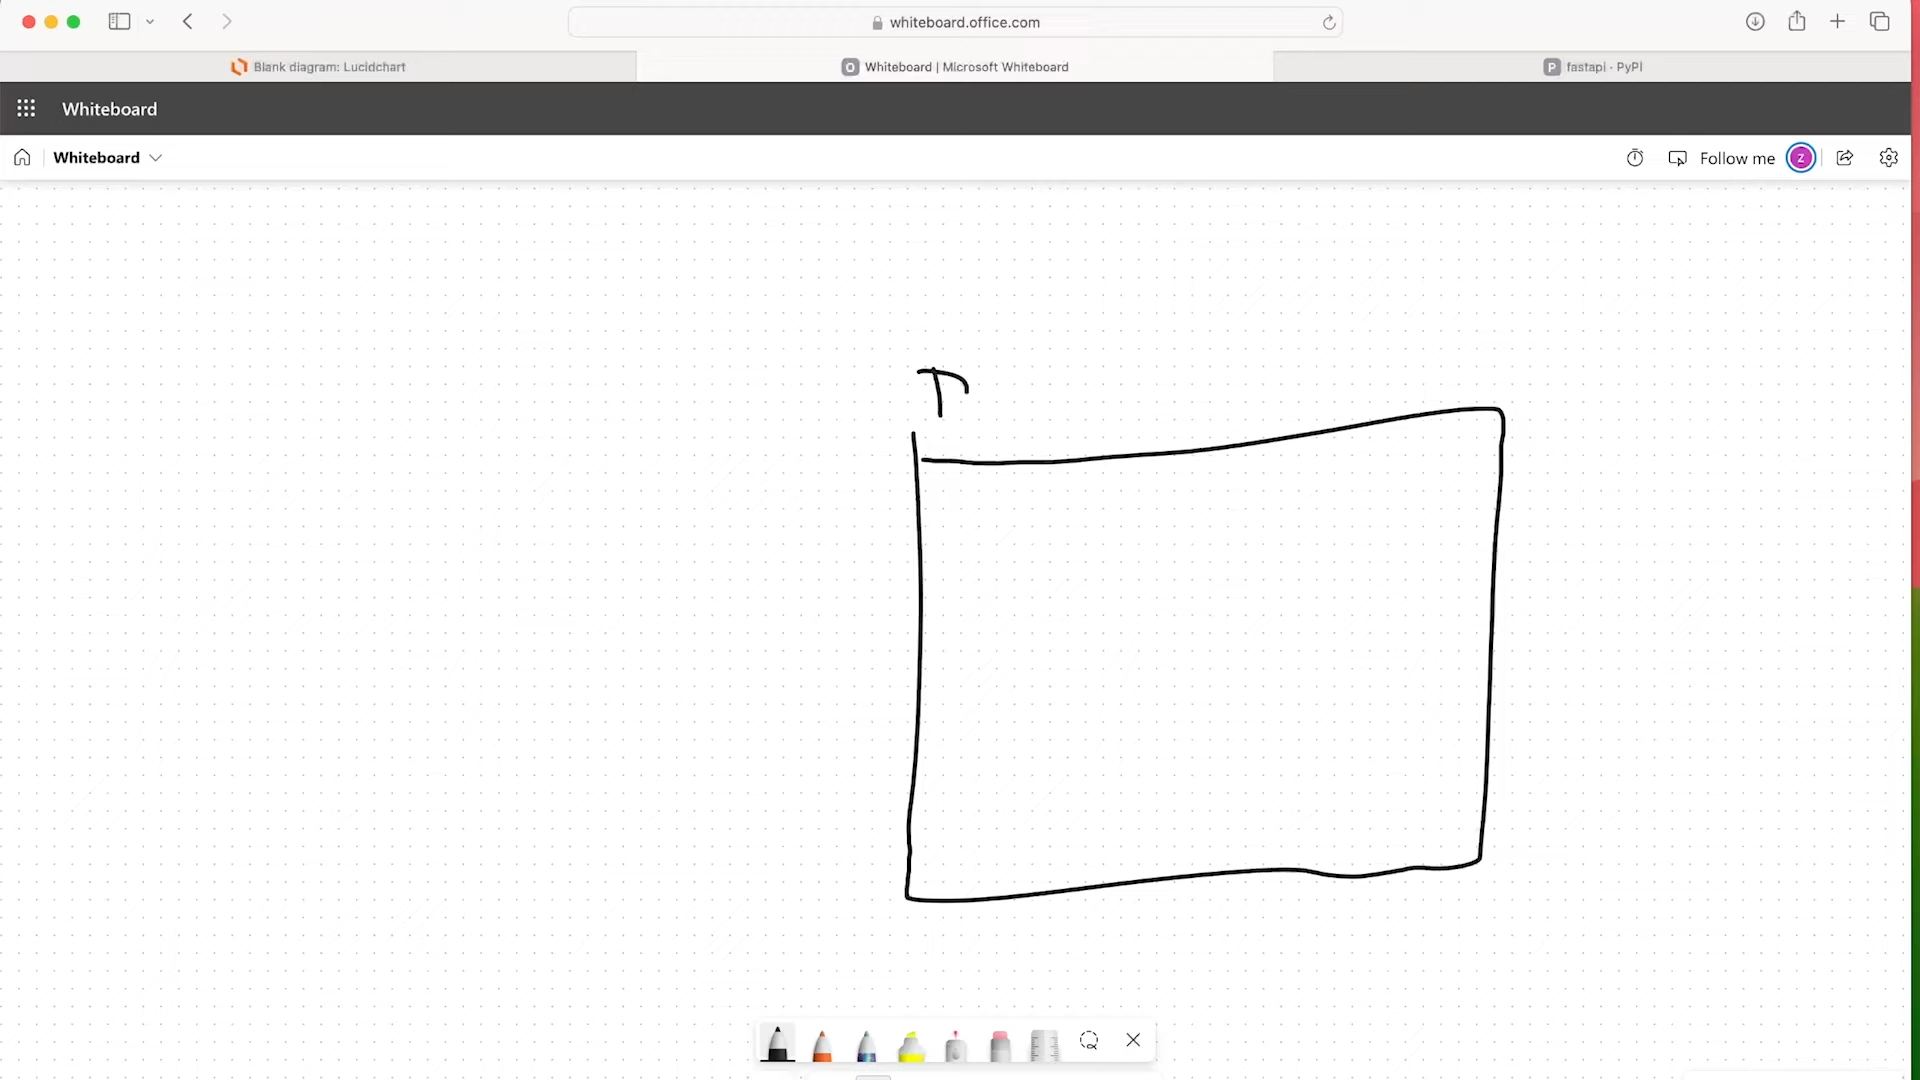 whiteboard.office.com
Blank diagram: Lucidchart
Whiteboard | Microsoft Whiteboard
P fastapi · PyPI
Whiteboard
Whiteboard
Follow me
Z